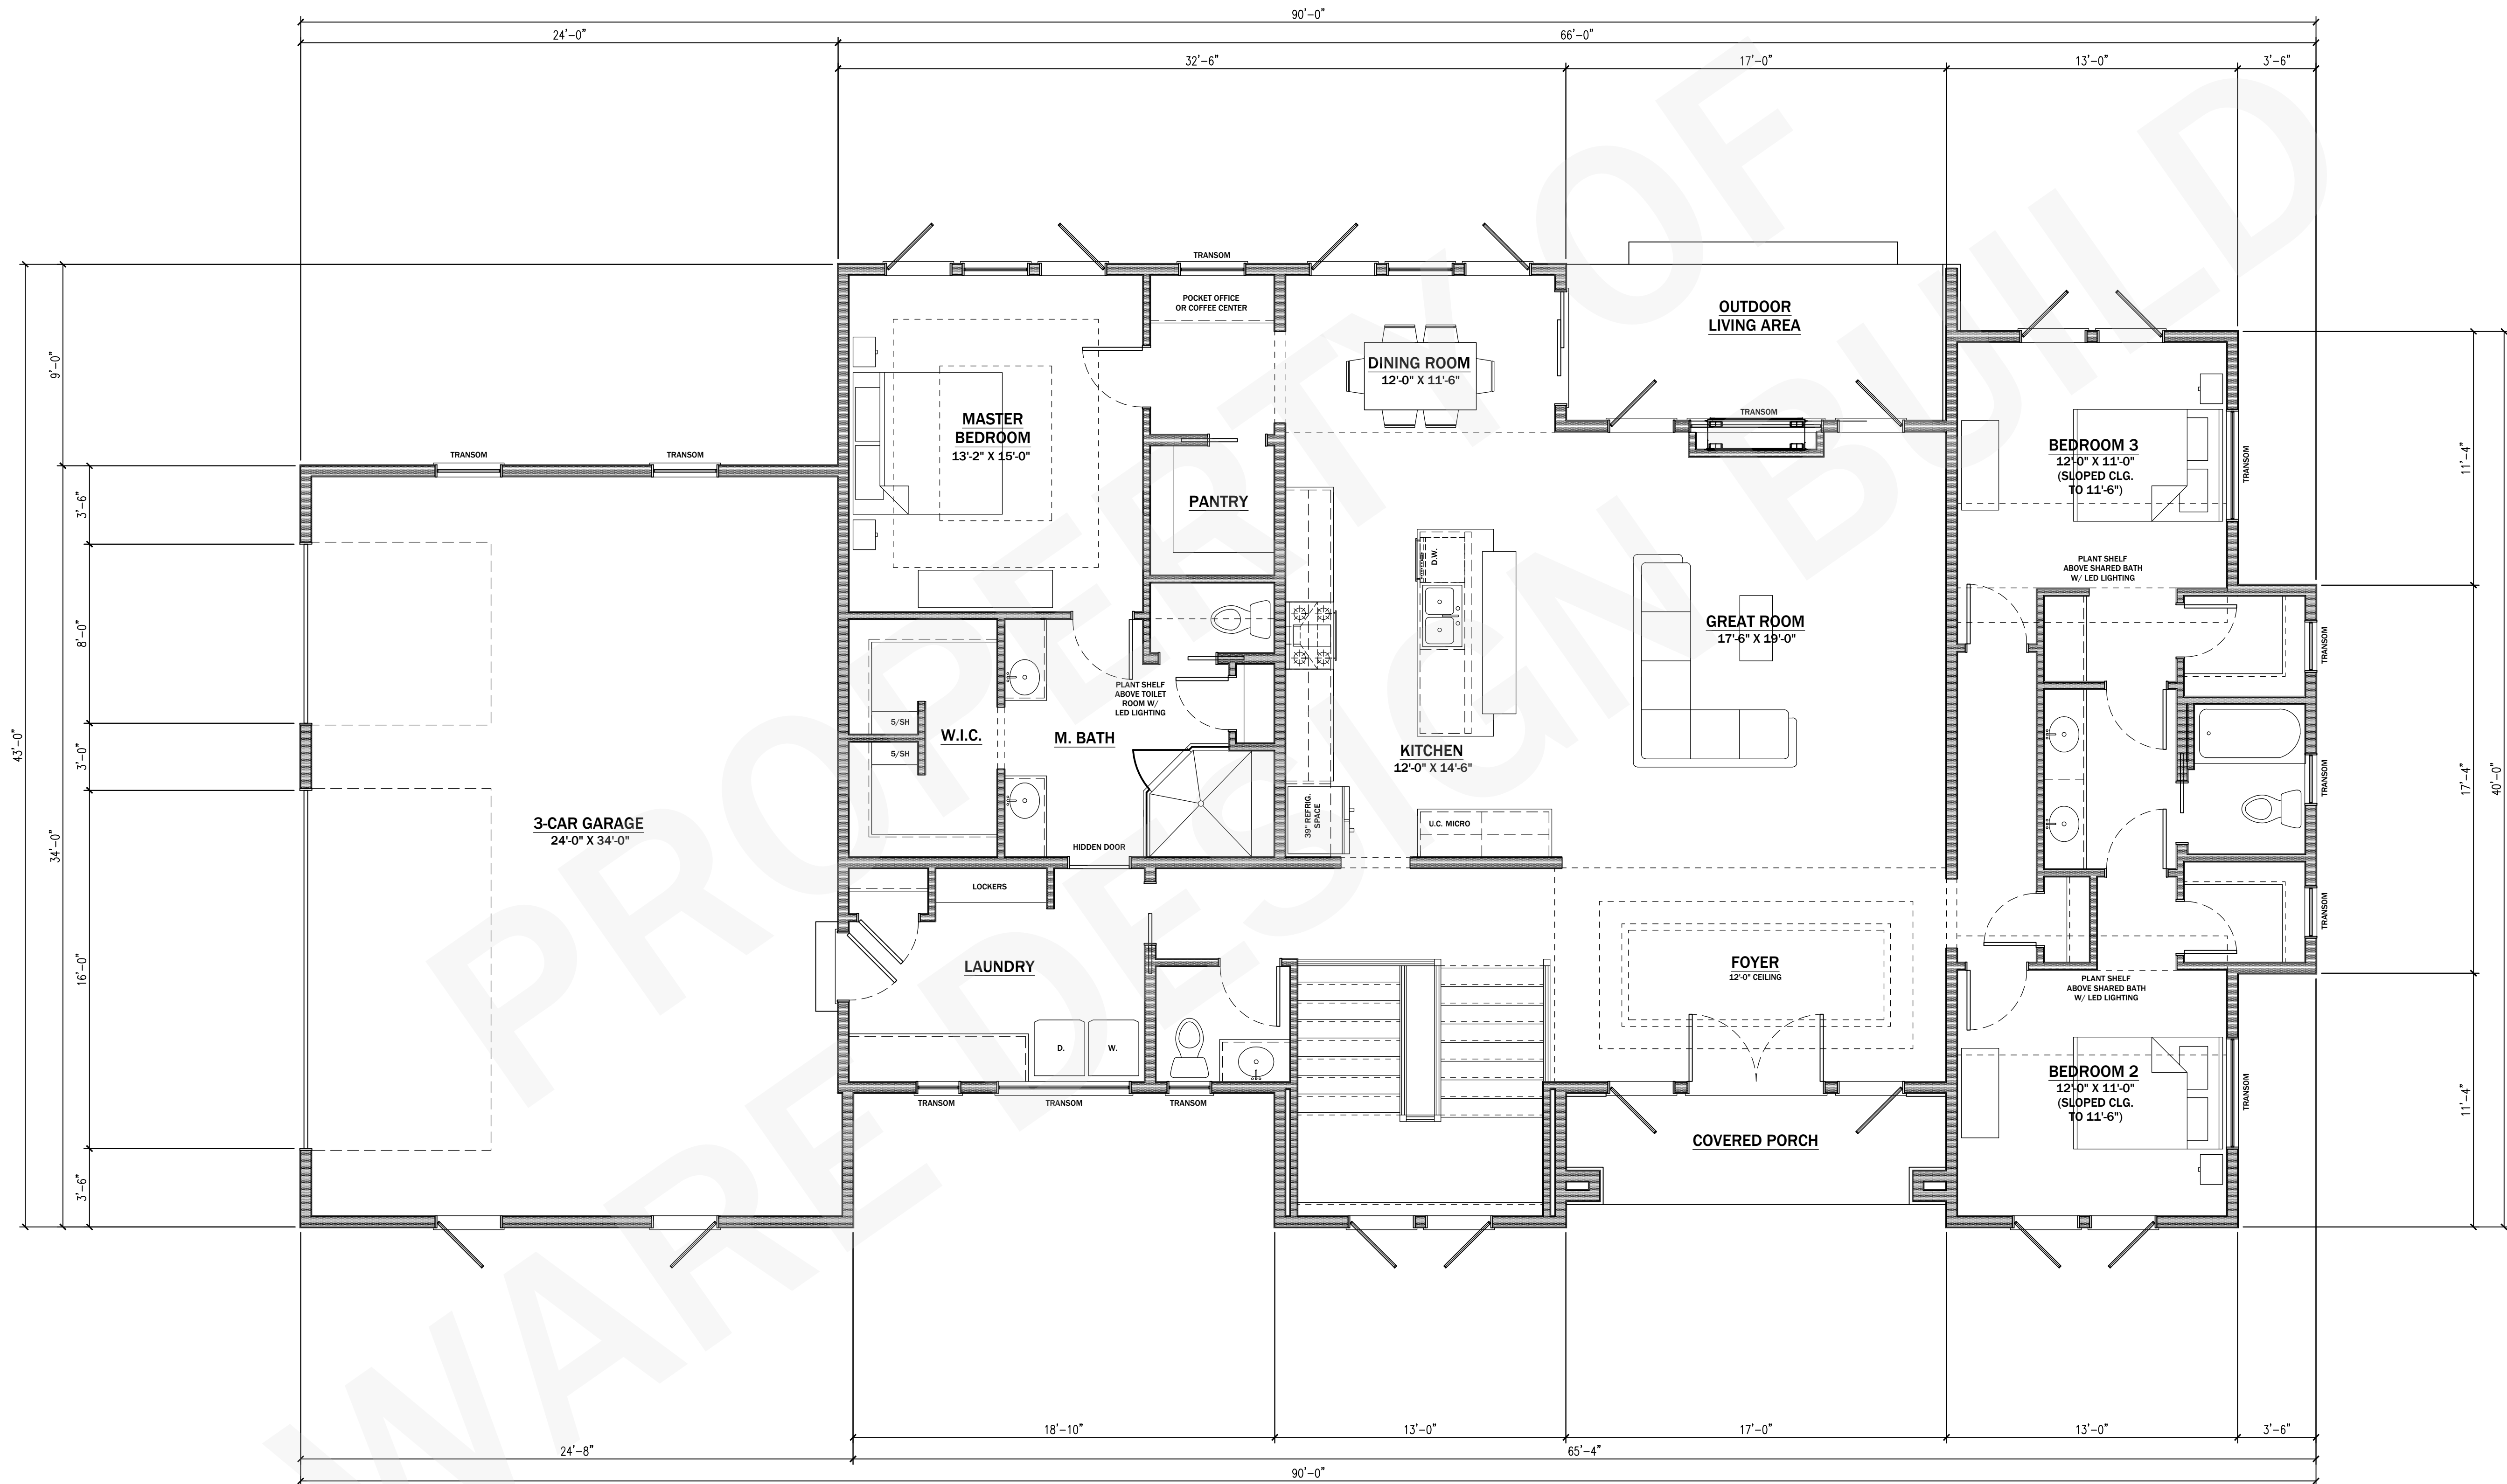 90'-0"
24'-0"
66'-0"
32'-6"
17'-0"
13'-0"
3'-6"
PROPERTY OF
WARE DESIGN BUILD
TRANSOM
POCKET OFFICE
OR COFFEE CENTER
OUTDOOR
LIVING AREA
DINING ROOM
12'-0" X 11'-6"
MASTER
BEDROOM
13'-2" X 15'-0"
TRANSOM
BEDROOM 3
12'-0" X 11'-0"
(SLOPED CLG.
TO 11'-6")
TRANSOM
TRANSOM
TRANSOM
PANTRY
D.W.
PLANT SHELF
ABOVE SHARED BATH
W/ LED LIGHTING
GREAT ROOM
17'-6" X 19'-0"
TRANSOM
PLANT SHELF
ABOVE TOILET
ROOM W/
LED LIGHTING
5/SH
5/SH
W.I.C.
M. BATH
KITCHEN
12'-0" X 14'-6"
TRANSOM
3-CAR GARAGE
24'-0" X 34'-0"
39" REFRIG.
SPACE
U.C. MICRO
HIDDEN DOOR
LOCKERS
TRANSOM
LAUNDRY
FOYER
12'-0" CEILING
PLANT SHELF
ABOVE SHARED BATH
W/ LED LIGHTING
D.
W.
BEDROOM 2
12'-0" X 11'-0"
(SLOPED CLG.
TO 11'-6")
TRANSOM
TRANSOM
TRANSOM
TRANSOM
COVERED PORCH
43'-0"
9'-0"
34'-0"
3'-6"
8'-0"
3'-0"
16'-0"
3'-6"
11'-4"
17'-4"
11'-4"
40'-0"
18'-10"
13'-0"
17'-0"
13'-0"
3'-6"
24'-8"
65'-4"
90'-0"